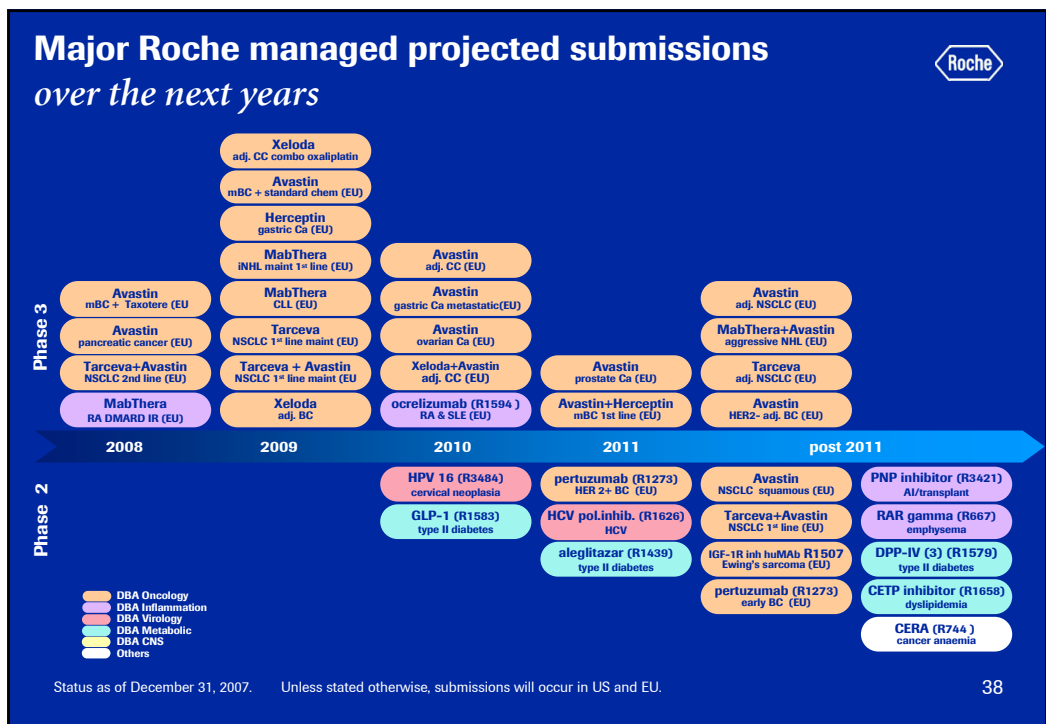 Major Roche managed projected submissions
over the next years
Roche
Phase 3
Avastin
mBC + Taxotere (EU
Avastin
pancreatic cancer (EU)
Tarceva+Avastin
NSCLC 2nd line (EU)
MabThera
RA DMARD IR (EU)
Xeloda
adj. CC combo oxaliplatin
Avastin
mBC + standard chem (EU)
Herceptin
gastric Ca (EU)
MabThera
iNHL maint 1st line (EU)
MabThera
CLL (EU)
Tarceva
NSCLC 1st line maint (EU)
Tarceva + Avastin
NSCLC 1st line maint (EU
Xeloda
adj. BC
Avastin
adj. CC (EU)
Avastin
gastric Ca metastatic(EU)
Avastin
ovarian Ca (EU)
Xeloda+Avastin
adj. CC (EU)
ocrelizumab (R1594 )
RA & SLE (EU)
Avastin
prostate Ca (EU)
Avastin+Herceptin
mBC 1st line (EU)
Avastin
adj. NSCLC (EU)
MabThera+Avastin
aggressive NHL (EU)
Tarceva
adj. NSCLC (EU)
Avastin
HER2- adj. BC (EU)
2008 2009 2010 2011 post 2011
Phase 2
HPV 16 (R3484)
cervical neoplasia
GLP-1 (R1583)
type II diabetes
pertuzumab (R1273)
HER 2+ BC (EU)
HCV pol.inhib. (R1626)
HCV
aleglitazar (R1439)
type II diabetes
Avastin
NSCLC squamous (EU)
Tarceva+Avastin
NSCLC 1st line (EU)
IGF-1R inh huMAb R1507
Ewing's sarcoma (EU)
pertuzumab (R1273)
early BC (EU)
PNP inhibitor (R3421)
AI/transplant
RAR gamma (R667)
emphysema
DPP-IV (3) (R1579)
type II diabetes
CETP inhibitor (R1658)
dyslipidemia
CERA (R744 )
cancer anaemia
DBA Oncology
DBA Inflammation
DBA Virology
DBA Metabolic
DBA CNS
Others
Status as of December 31, 2007. Unless stated otherwise, submissions will occur in US and EU.
38